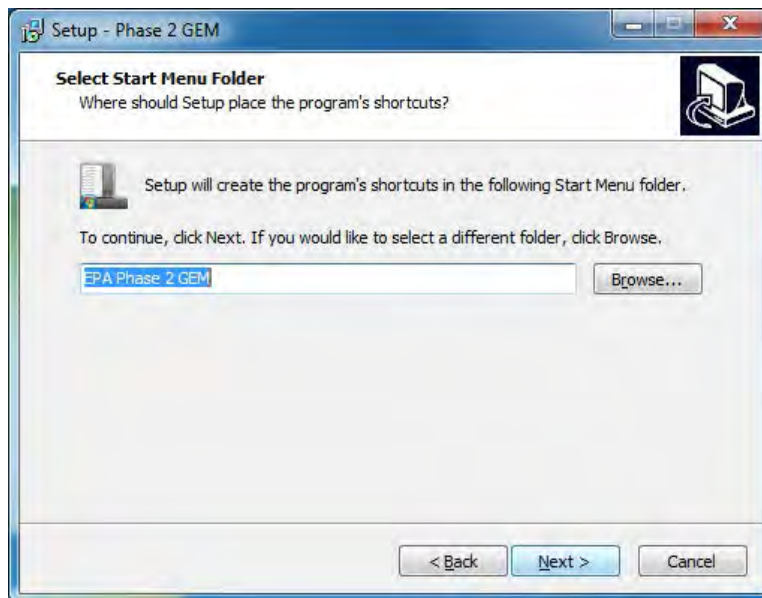 Setup - Phase 2 GEM
Select Start Menu Folder
Where should Setup place the program's shortcuts?
Setup will create the program's shortcuts in the following Start Menu folder.
To continue, click Next. If you would like to select a different folder, click Browse.
EPA Phase 2 GEM
Browse...
< Back
Next >
Cancel